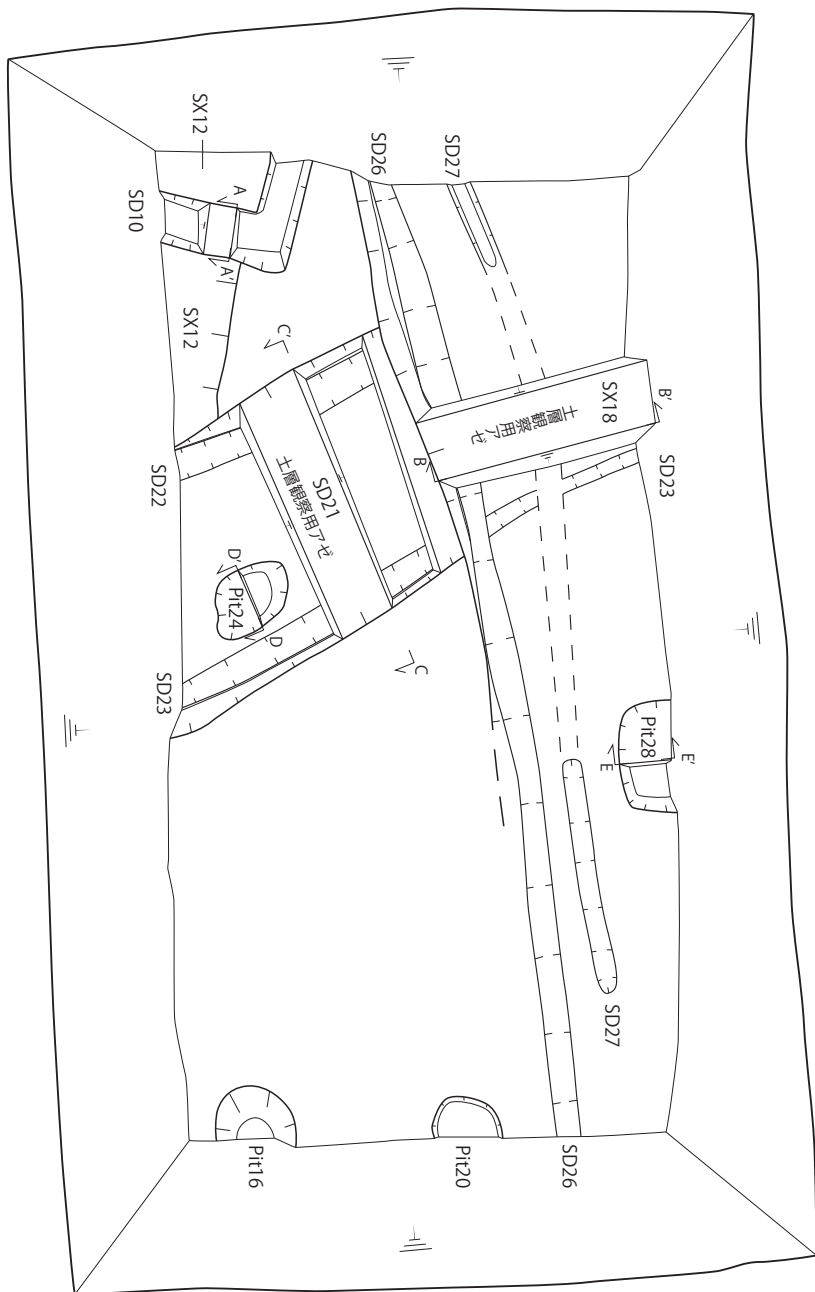 SX12
SD10
A
A'
SX12
SD26
SD27
C'
SX18
土層観察用アゼ
B'
B
SD23
SD22
SD21
土層観察用アゼ
D'
Pit24
D
SD23
C
Pit28
E'
E
SD27
Pit16
Pit20
SD26